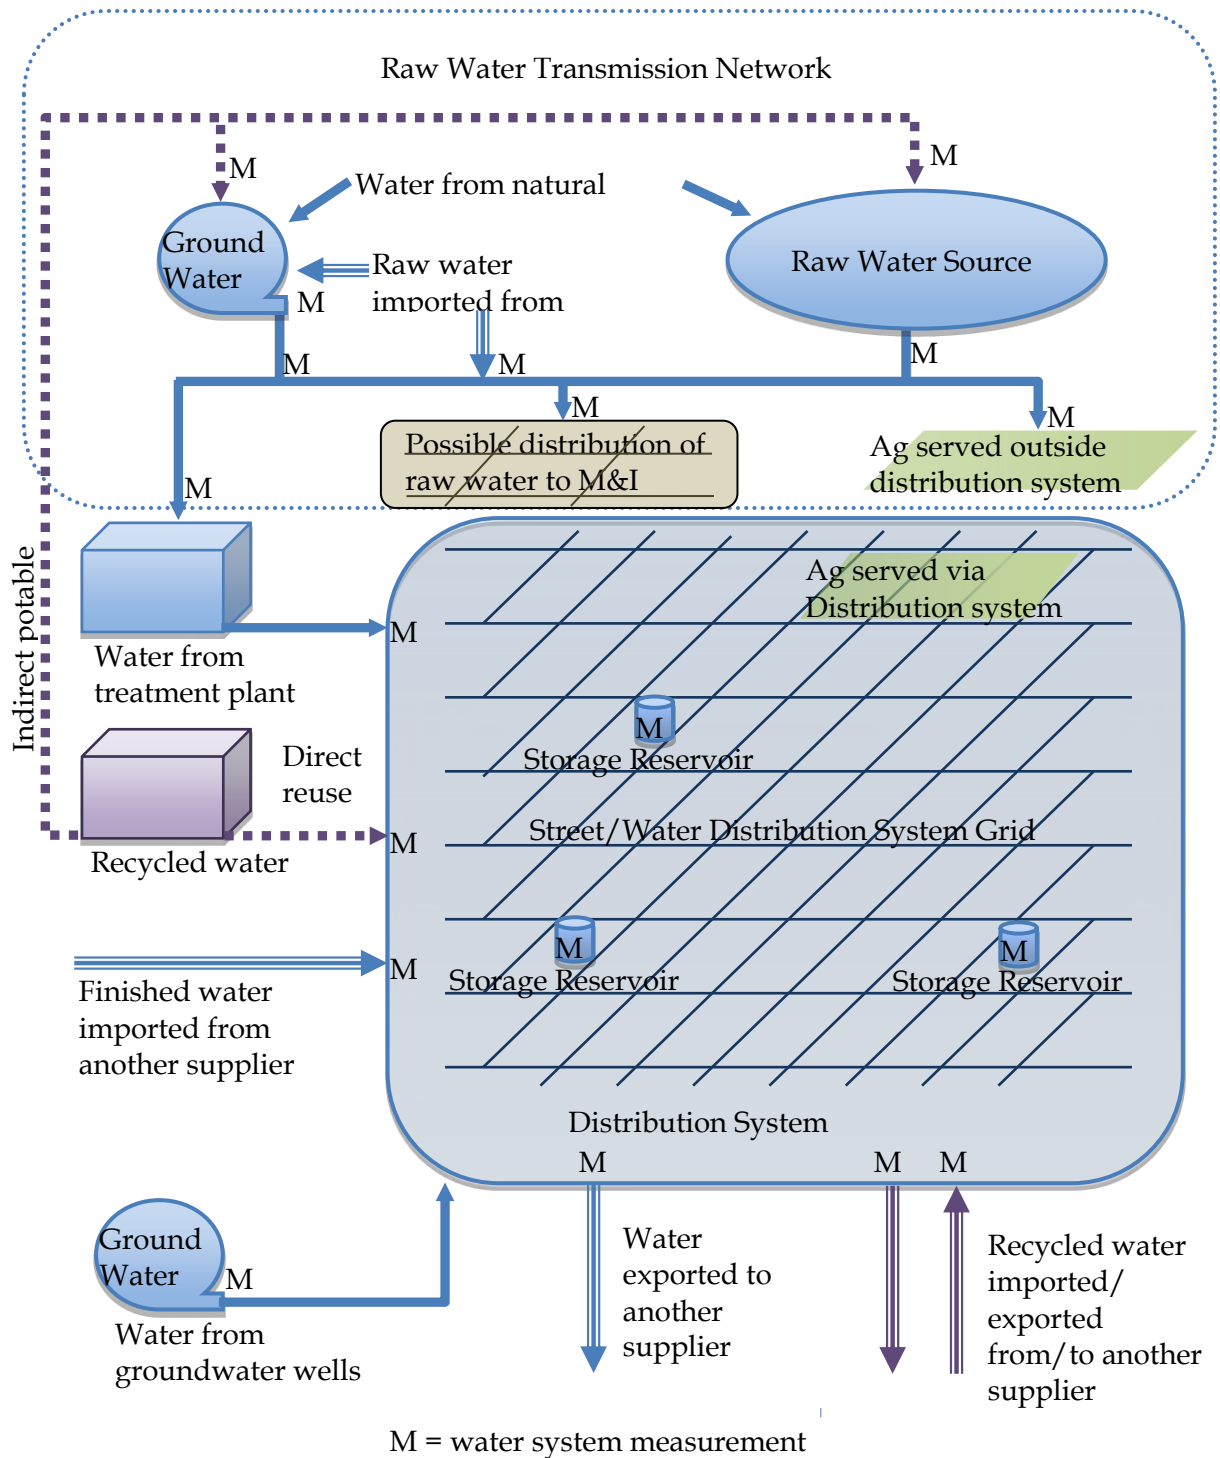 Raw Water Transmission Network
M
M
Water from natural
Ground
Water
Raw water
imported from
Raw Water Source
M
M
M
M
M
M
Possible distribution of
raw water to M&I
Ag served outside
distribution system
M
Indirect potable
Ag served via
Distribution system
M
Water from
treatment plant
M
Storage Reservoir
Direct
reuse
Street/Water Distribution System Grid
M
Recycled water
M
M
M
Storage Reservoir
Storage Reservoir
Finished water
imported from
another supplier
Distribution System
M
M
M
Ground
Water
M
Water from
groundwater wells
Water
exported to
another
supplier
Recycled water
imported/
exported
from/to another
supplier
M = water system measurement